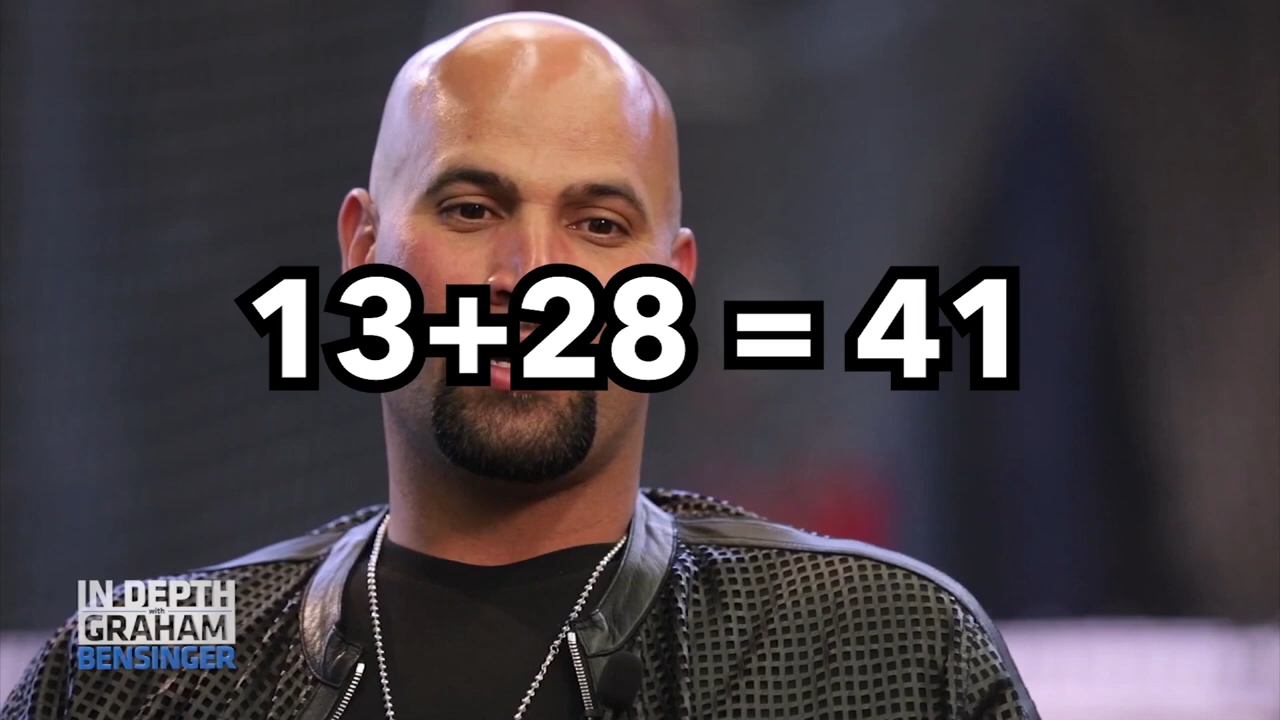 13+28 = 41
IN DEPTH
with
GRAHAM
BENSINGER